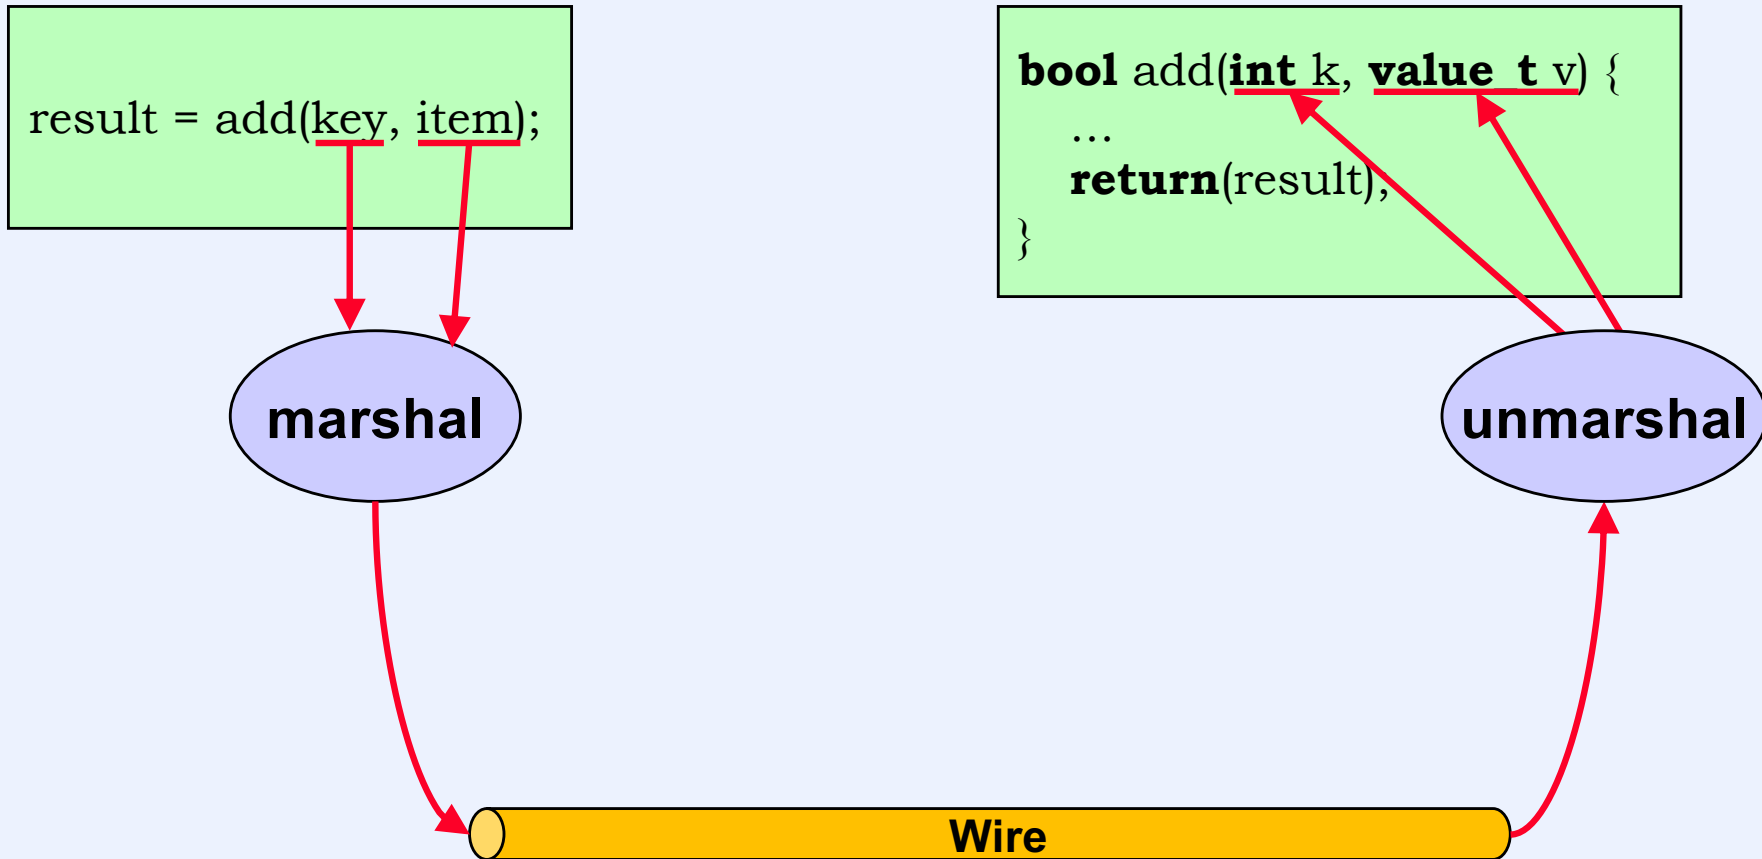 result = add(key, item);
bool add(int k, value_t v) {
...
return(result);
}
marshal
unmarshal
Wire